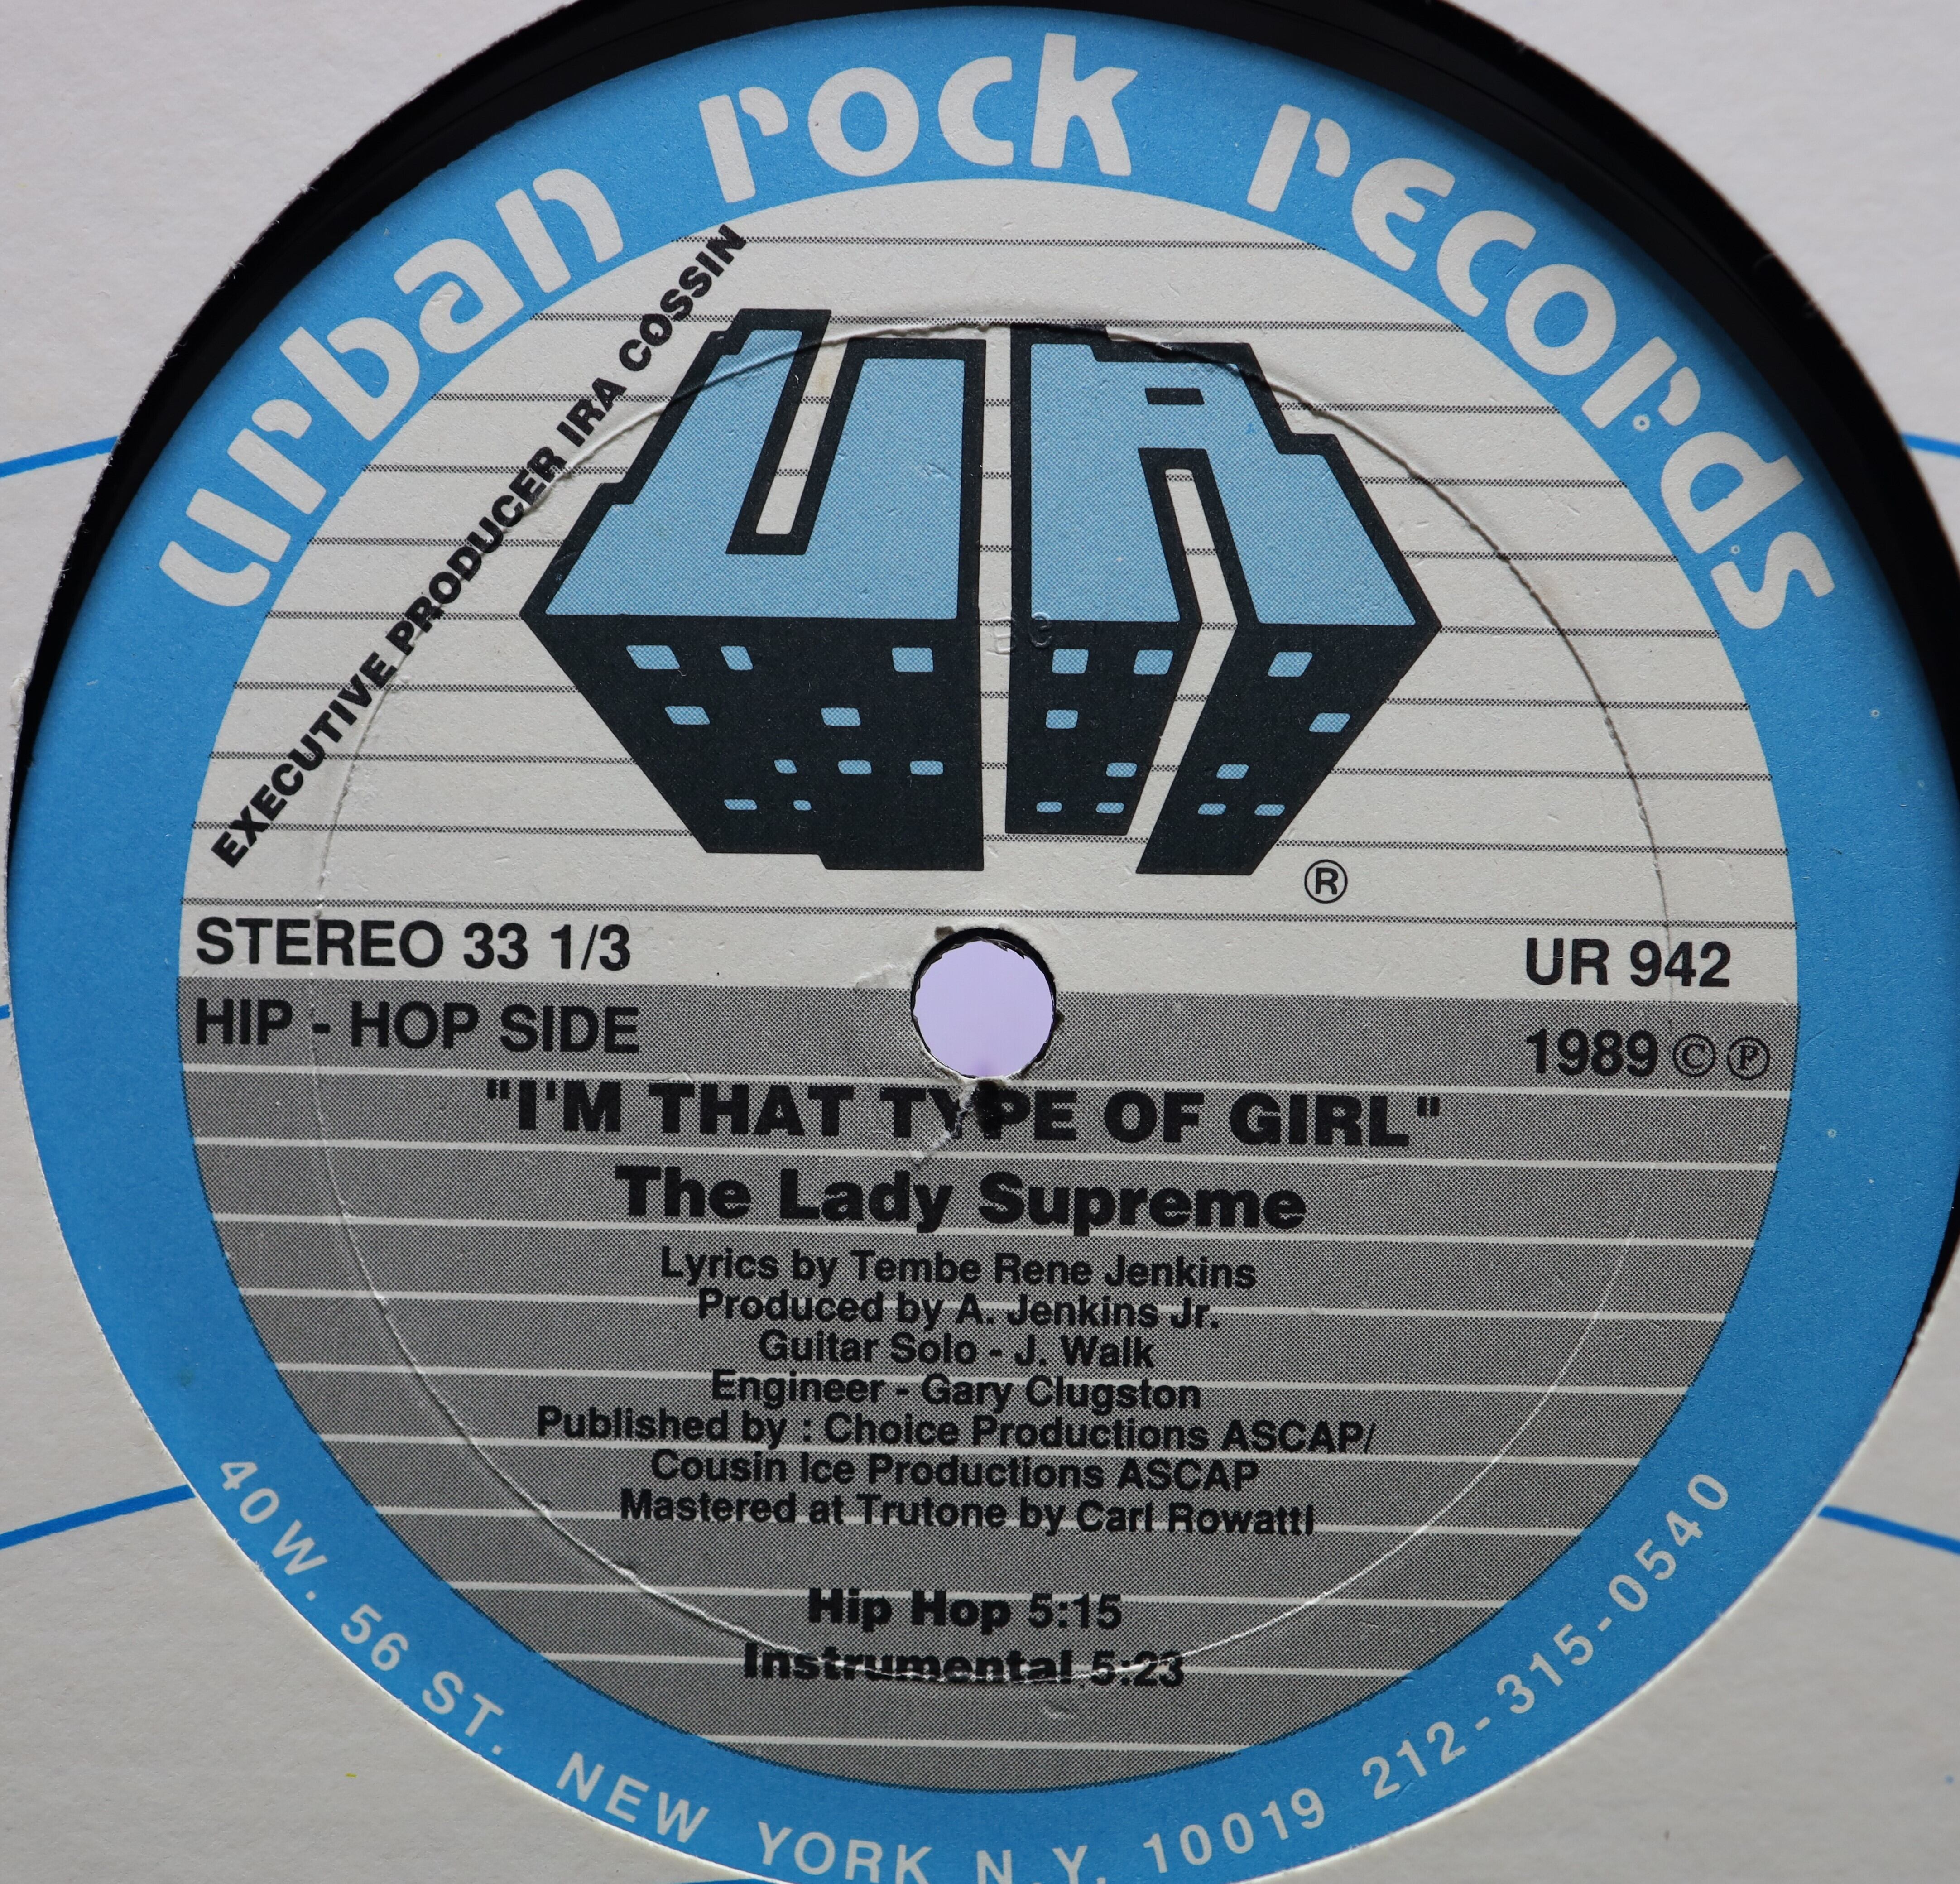 urban rock records
EXECUTIVE PRODUCER IRA COSSIN
UR
®
STEREO 33 1/3
UR 942
HIP - HOP SIDE
1989 © ℗
"I'M THAT TYPE OF GIRL"
The Lady Supreme
Lyrics by Tembe Rene Jenkins
Produced by A. Jenkins Jr.
Guitar Solo - J. Walk
Engineer - Gary Clugston
Published by : Choice Productions ASCAP/
Cousin Ice Productions ASCAP
Mastered at Trutone by Carl Rowatti
Hip Hop 5:15
Instrumental 5:23
40 W. 56 ST. NEW YORK N.Y. 10019 212-315-0540